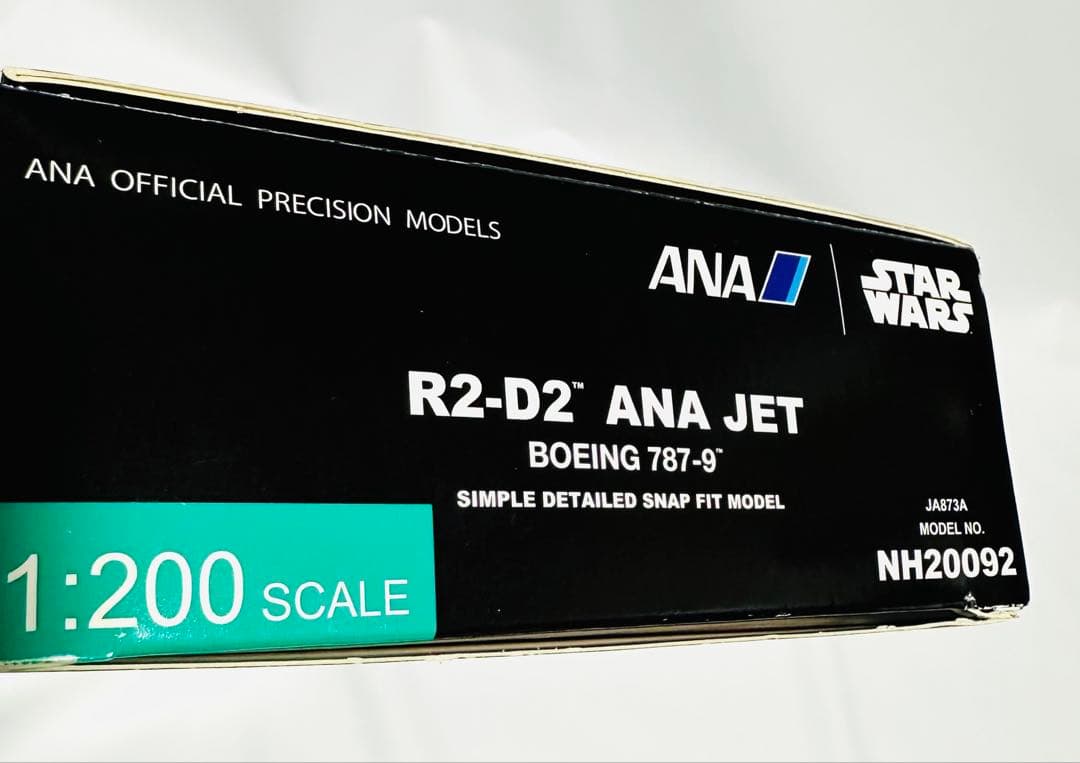 ANA OFFICIAL PRECISION MODELS
ANA
STAR
WARS
R2-D2™ ANA JET
BOEING 787-9™
SIMPLE DETAILED SNAP FIT MODEL
JA873A
MODEL NO.
NH20092
1:200 SCALE